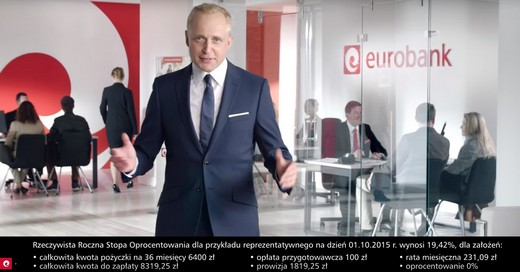 eurobank
Rzeczywista Roczna Stopa Oprocentowania dla przykładu reprezentatywnego na dzień 01.10.2015 r. wynosi 19,42%, dla założeń:
• całkowita kwota pożyczki na 36 miesięcy 6400 zł • opłata przygotowawcza 100 zł • rata miesięczna 231,09 zł
• całkowita kwota do zapłaty 8319,25 zł • prowizja 1819,25 zł • oprocentowanie 0%